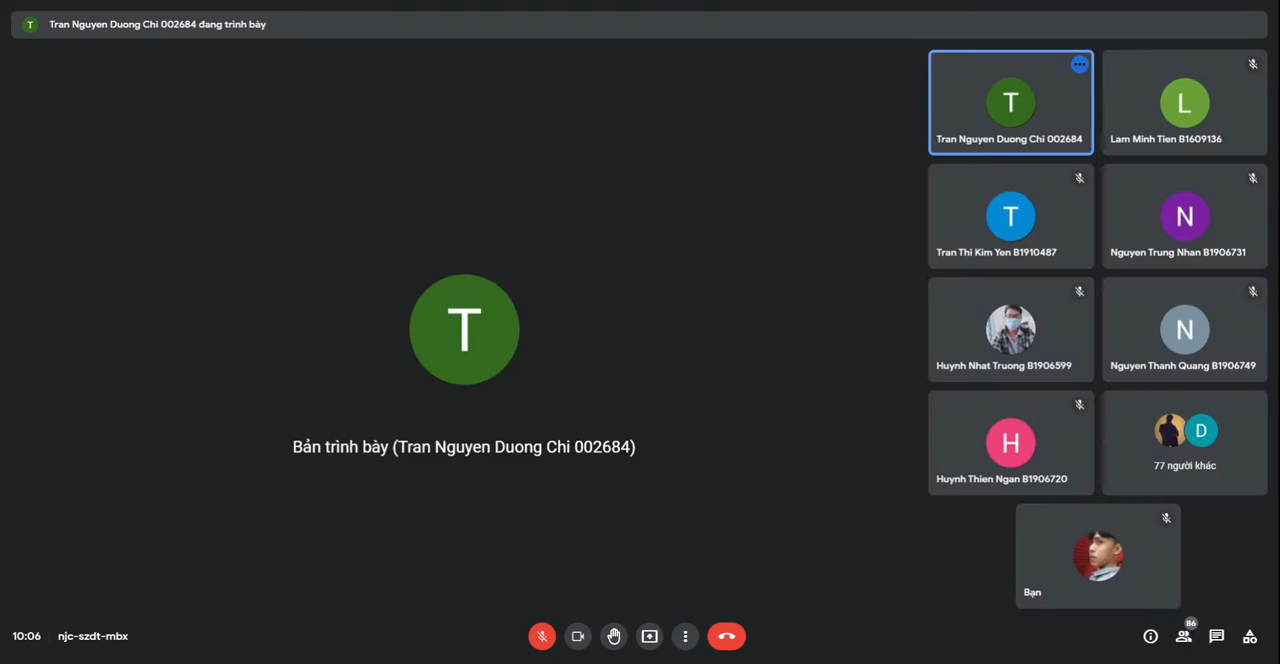 T
Tran Nguyen Duong Chi 002684 đang trình bày
T
Tran Nguyen Duong Chi 002684
L
Lam Minh Tien B1609136
T
Tran Thi Kim Yen B1910487
N
Nguyen Trung Nhan B1906731
Huynh Nhat Truong B1906599
N
Nguyen Thanh Quang B1906749
H
Huynh Thien Ngan B1906720
D
77 người khác
Bạn
T
Bản trình bày (Tran Nguyen Duong Chi 002684)
10:06 njc-szdt-mbx
86